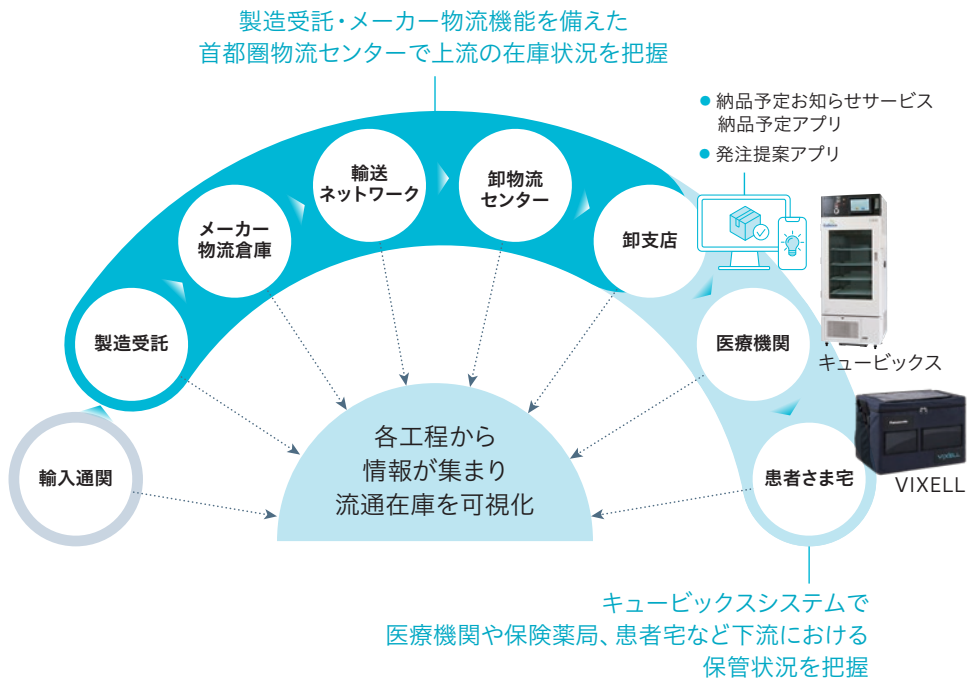 製造受託・メーカー物流機能を備えた
首都圏物流センターで上流の在庫状況を把握
● 納品予定お知らせサービス
納品予定アプリ
● 発注提案アプリ
輸送
ネットワーク
卸物流
センター
メーカー
物流倉庫
卸支店
製造受託
医療機関
キュービックス
輸入通関
各工程から
情報が集まり
流通在庫を可視化
患者さま宅
Panasonic
VIXELL
VIXELL
キュービックスシステムで
医療機関や保険薬局、患者宅など下流における
保管状況を把握